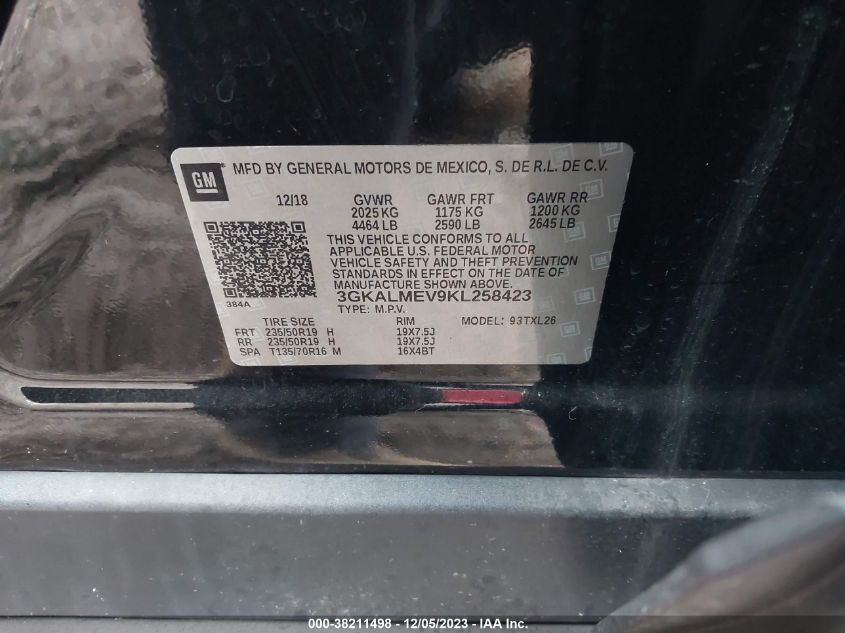 GM
MFD BY GENERAL MOTORS DE MEXICO, S. DE R.L. DE C.V.
12/18 GVWR GAWR FRT GAWR RR
2025 KG 1175 KG 1200 KG
4464 LB 2590 LB 2645 LB
THIS VEHICLE CONFORMS TO ALL
APPLICABLE U.S. FEDERAL MOTOR
VEHICLE SAFETY AND THEFT PREVENTION
STANDARDS IN EFFECT ON THE DATE OF
MANUFACTURE SHOWN ABOVE.
384A 3GKALMEV9KL258423
TYPE: M.P.V.
TIRE SIZE RIM MODEL: 93TXL26
FRT 235/50R19 H 19X7.5J
RR 235/50R19 H 19X7.5J
SPA T135/70R16 M 16X4BT
000-38211498 - 12/05/2023 - IAA Inc.